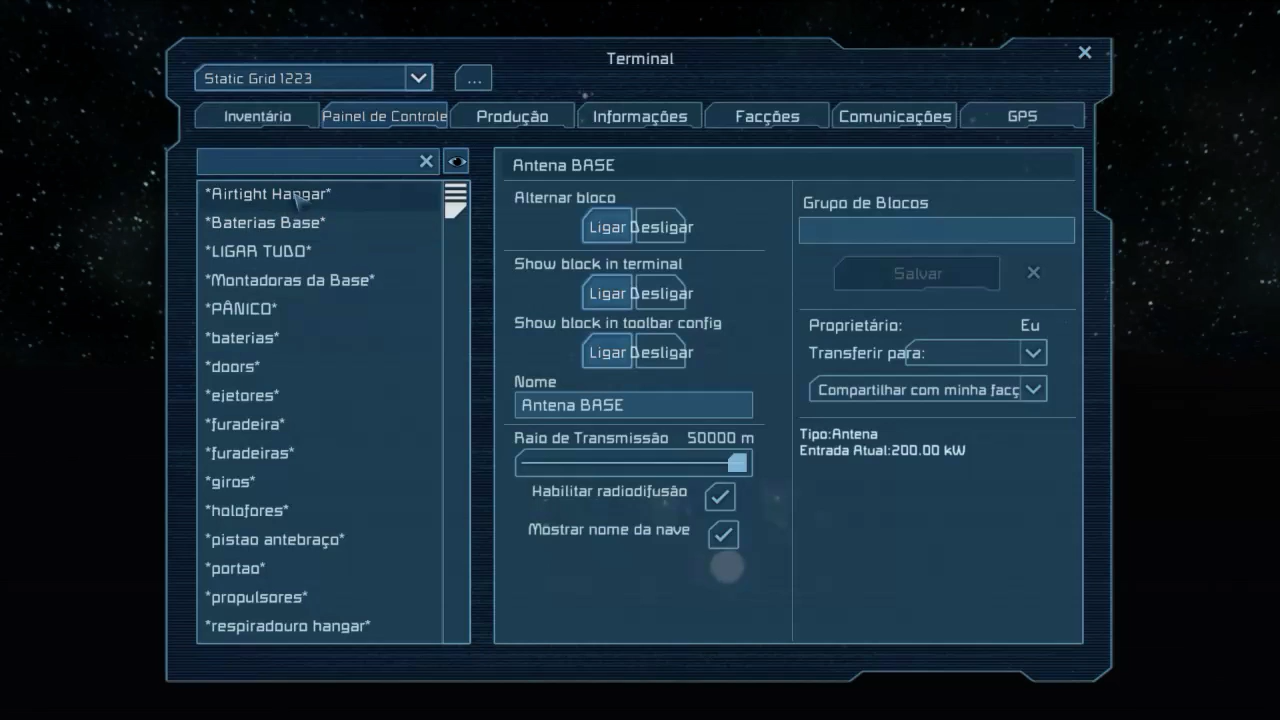 Terminal
Static Grid 1223
...
Inventário
Painel de Controle
Produção
Informações
Facções
Comunicações
GPS
*Airtight Hangar*
*Baterias Base*
*LIGAR TUDO*
*Montadoras da Base*
*PÂNICO*
*baterias*
*doors*
*ejetores*
*furadeira*
*furadeiras*
*giros*
*holofores*
*pistao antebraço*
*portao*
*propulsores*
*respiradouro hangar*
Antena BASE
Alternar bloco
Ligar Desligar
Show block in terminal
Ligar Desligar
Show block in toolbar config
Ligar Desligar
Nome
Antena BASE
Raio de Transmissão 50000 m
Habilitar radiodifusão
Mostrar nome da nave
Grupo de Blocos
Salvar
Proprietário: Eu
Transferir para:
Compartilhar com minha facç
Tipo:Antena
Entrada Atual:200.00 kW